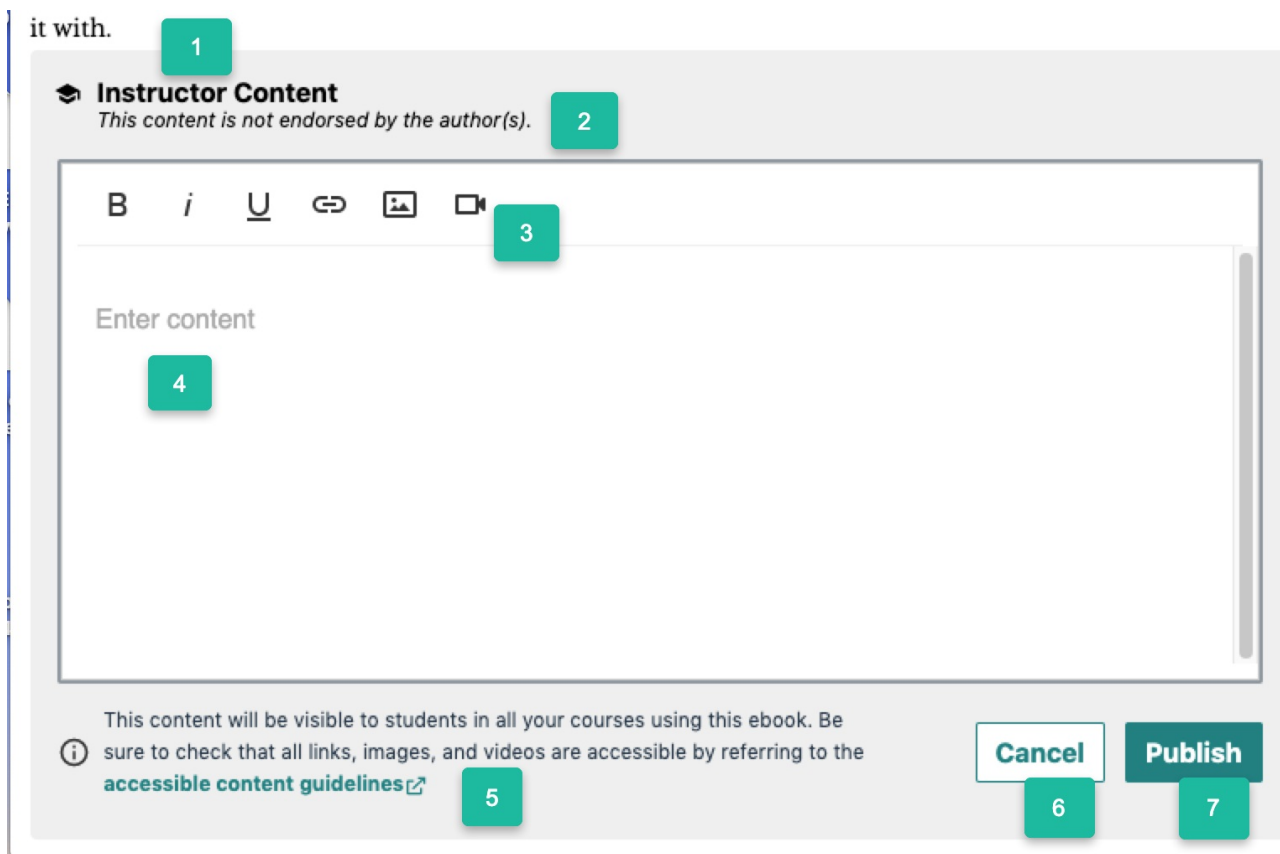 it with.
1
Instructor Content
This content is not endorsed by the author(s).
2
B i U
3
Enter content
4
This content will be visible to students in all your courses using this ebook. Be
sure to check that all links, images, and videos are accessible by referring to the
accessible content guidelines
5
Cancel
Publish
6
7